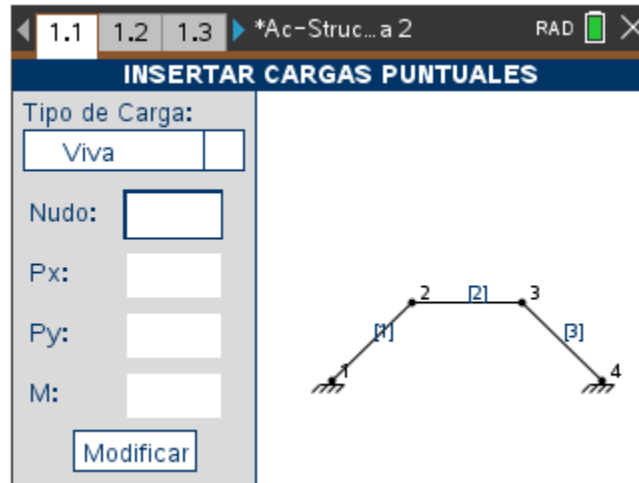 1.1 1.2 1.3 *Ac-Struc...a 2 RAD
INSERTAR CARGAS PUNTUALES
Tipo de Carga:
Viva
Nudo:
Px:
Py:
M:
Modificar
2 [2] 3
[1] [3]
1 4